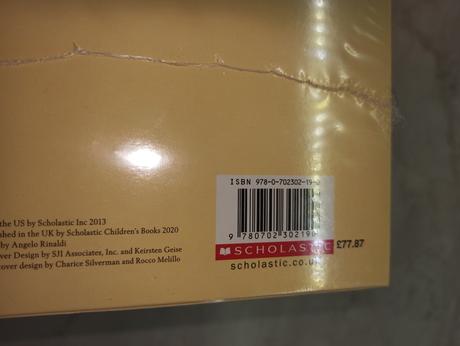 ISBN 978-0-702302-19-0
9 780702 302190
SCHOLASTIC £77.87
scholastic.co.uk
the US by Scholastic Inc 2013
shed in the UK by Scholastic Children's Books 2020
by Angelo Rinaldi
ver Design by SJI Associates, Inc. and Keirsten Geise
over design by Charice Silverman and Rocco Melillo